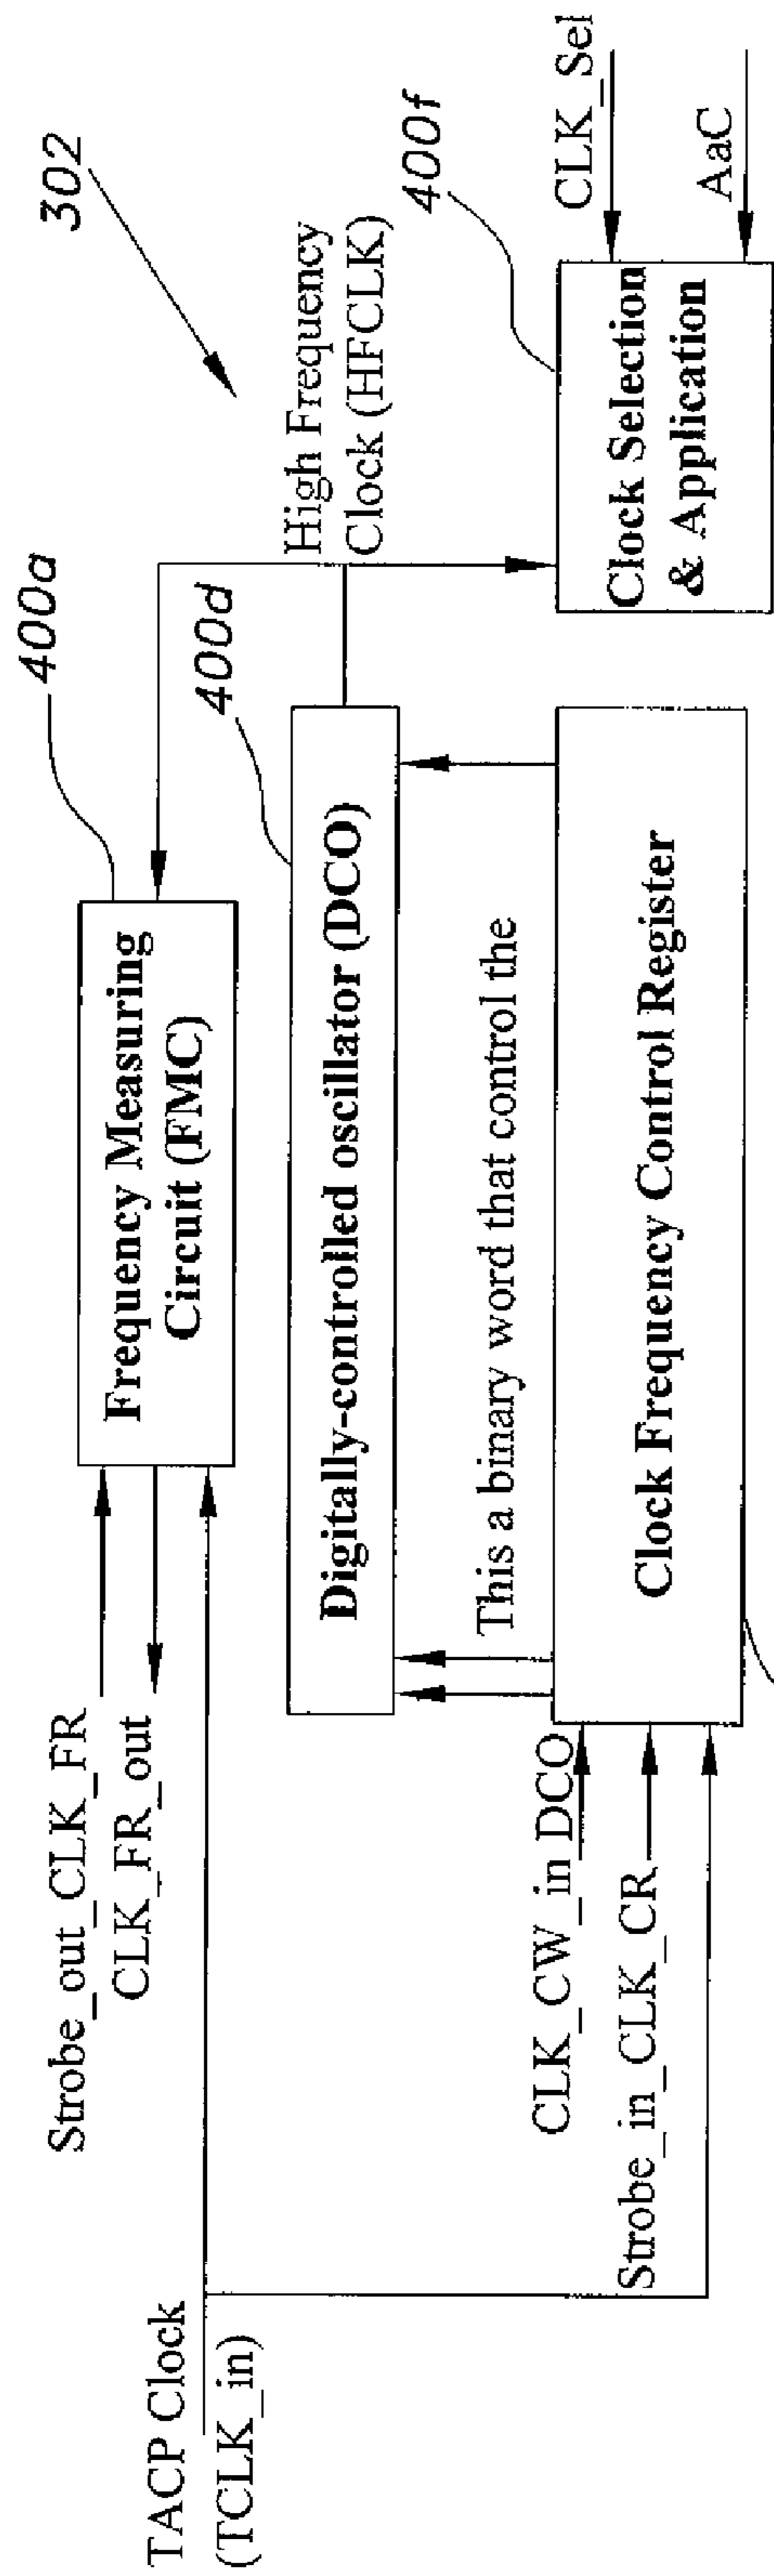 302
400a
400d
400f
Strobe_out_CLK_FR
CLK_FR_out
TACP Clock
(TCLK_in)
Frequency Measuring
Circuit (FMC)
High Frequency
Clock (HFCLK)
Digitally-controlled oscillator (DCO)
This a binary word that control the
CLK_CW_in DCO
Strobe_in_CLK_CR
Clock Frequency Control Register
Clock Selection
& Application
CLK_Sel
AaC